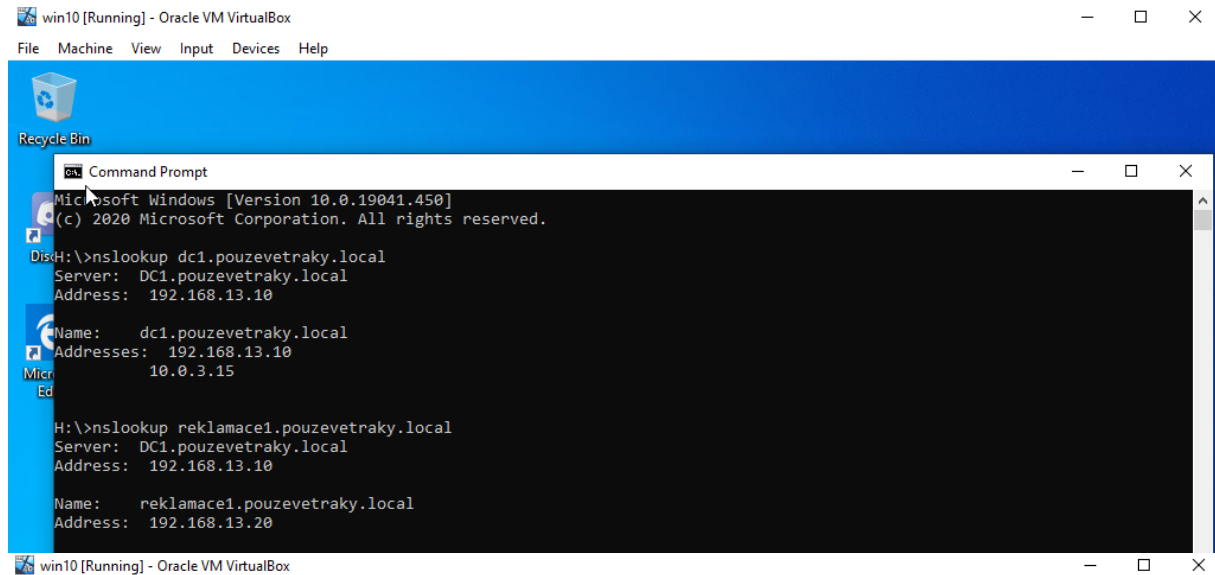 win10 [Running] - Oracle VM VirtualBox
File Machine View Input Devices Help
Recycle Bin
Command Prompt
Microsoft Windows [Version 10.0.19041.450]
(c) 2020 Microsoft Corporation. All rights reserved.
Disc
H:\>nslookup dc1.pouzevetraky.local
Server:  DC1.pouzevetraky.local
Address:  192.168.13.10
Name:    dc1.pouzevetraky.local
Addresses:  192.168.13.10
10.0.3.15
Micr
Ed
H:\>nslookup reklamace1.pouzevetraky.local
Server:  DC1.pouzevetraky.local
Address:  192.168.13.10
Name:    reklamace1.pouzevetraky.local
Address:  192.168.13.20
win10 [Running] - Oracle VM VirtualBox